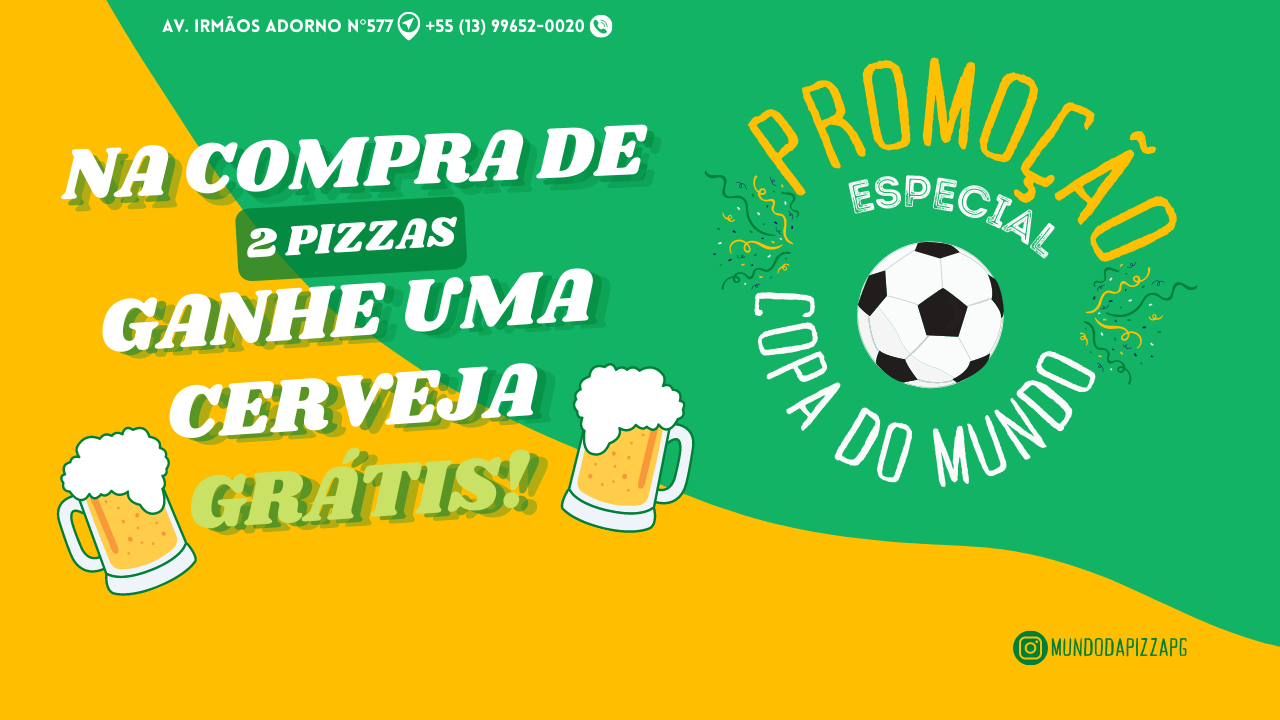 AV. IRMÃOS ADORNO N°577 +55 (13) 99652-0020
NA COMPRA DE
2 PIZZAS
GANHE UMA
CERVEJA
GRÁTIS!
PROMOÇÃO
ESPECIAL
COPA DO MUNDO
MUNDODAPIZZAPG